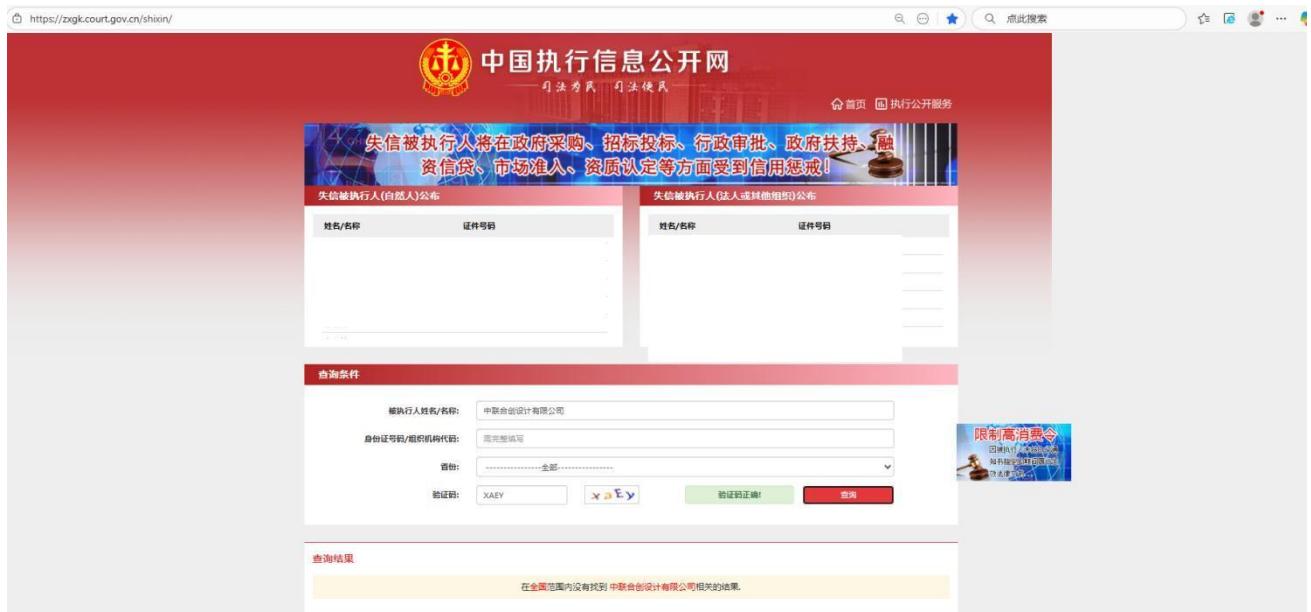 https://zxgk.court.gov.cn/shixin/
点此搜索
中国执行信息公开网
司法为民 司法便民
首页 执行公开服务
失信被执行人将在政府采购、招标投标、行政审批、政府扶持、融
资信贷、市场准入、资质认定等方面受到信用惩戒!
失信被执行人(自然人)公布
失信被执行人(法人或其他组织)公布
姓名/名称 证件号码
姓名/名称 证件号码
查询条件
被执行人姓名/名称: 中联合创设计有限公司
身份证号码/组织机构代码: 需完整填写
省份: ----------------全部----------------
验证码: XAEY xaEy 验证码正确! 查询
限制高消费令
查询结果
在全国范围内没有找到 中联合创设计有限公司相关的结果.